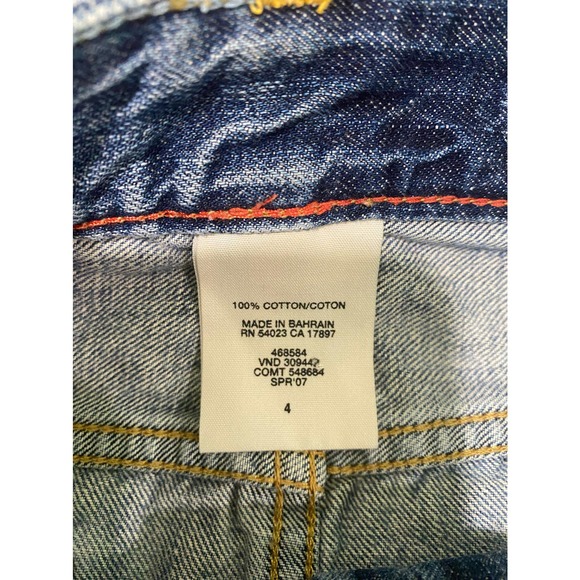 100% COTTON/COTON
MADE IN BAHRAIN
RN 54023 CA 17897
468584
VND 309442
COMT 548684
SPR'07
4